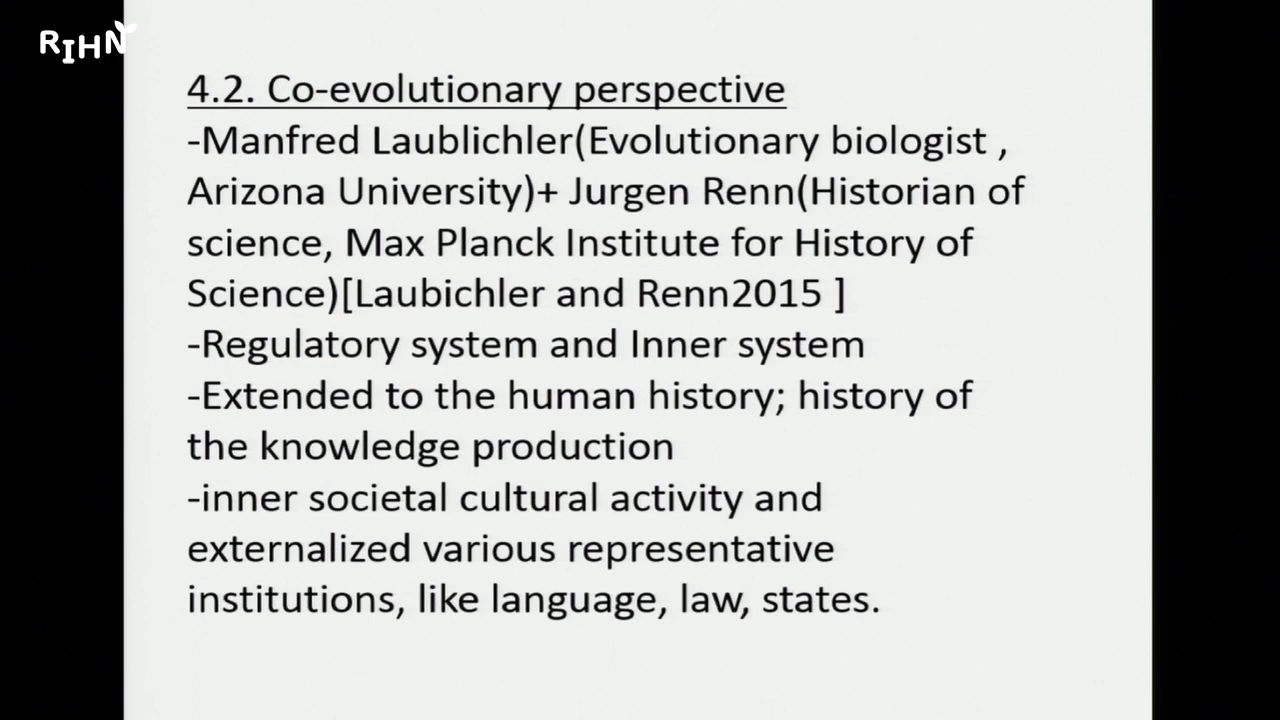 RIHN
4.2. Co-evolutionary perspective
-Manfred Laublichler(Evolutionary biologist ,
Arizona University)+ Jurgen Renn(Historian of
science, Max Planck Institute for History of
Science)[Laubichler and Renn2015 ]
-Regulatory system and Inner system
-Extended to the human history; history of
the knowledge production
-inner societal cultural activity and
externalized various representative
institutions, like language, law, states.